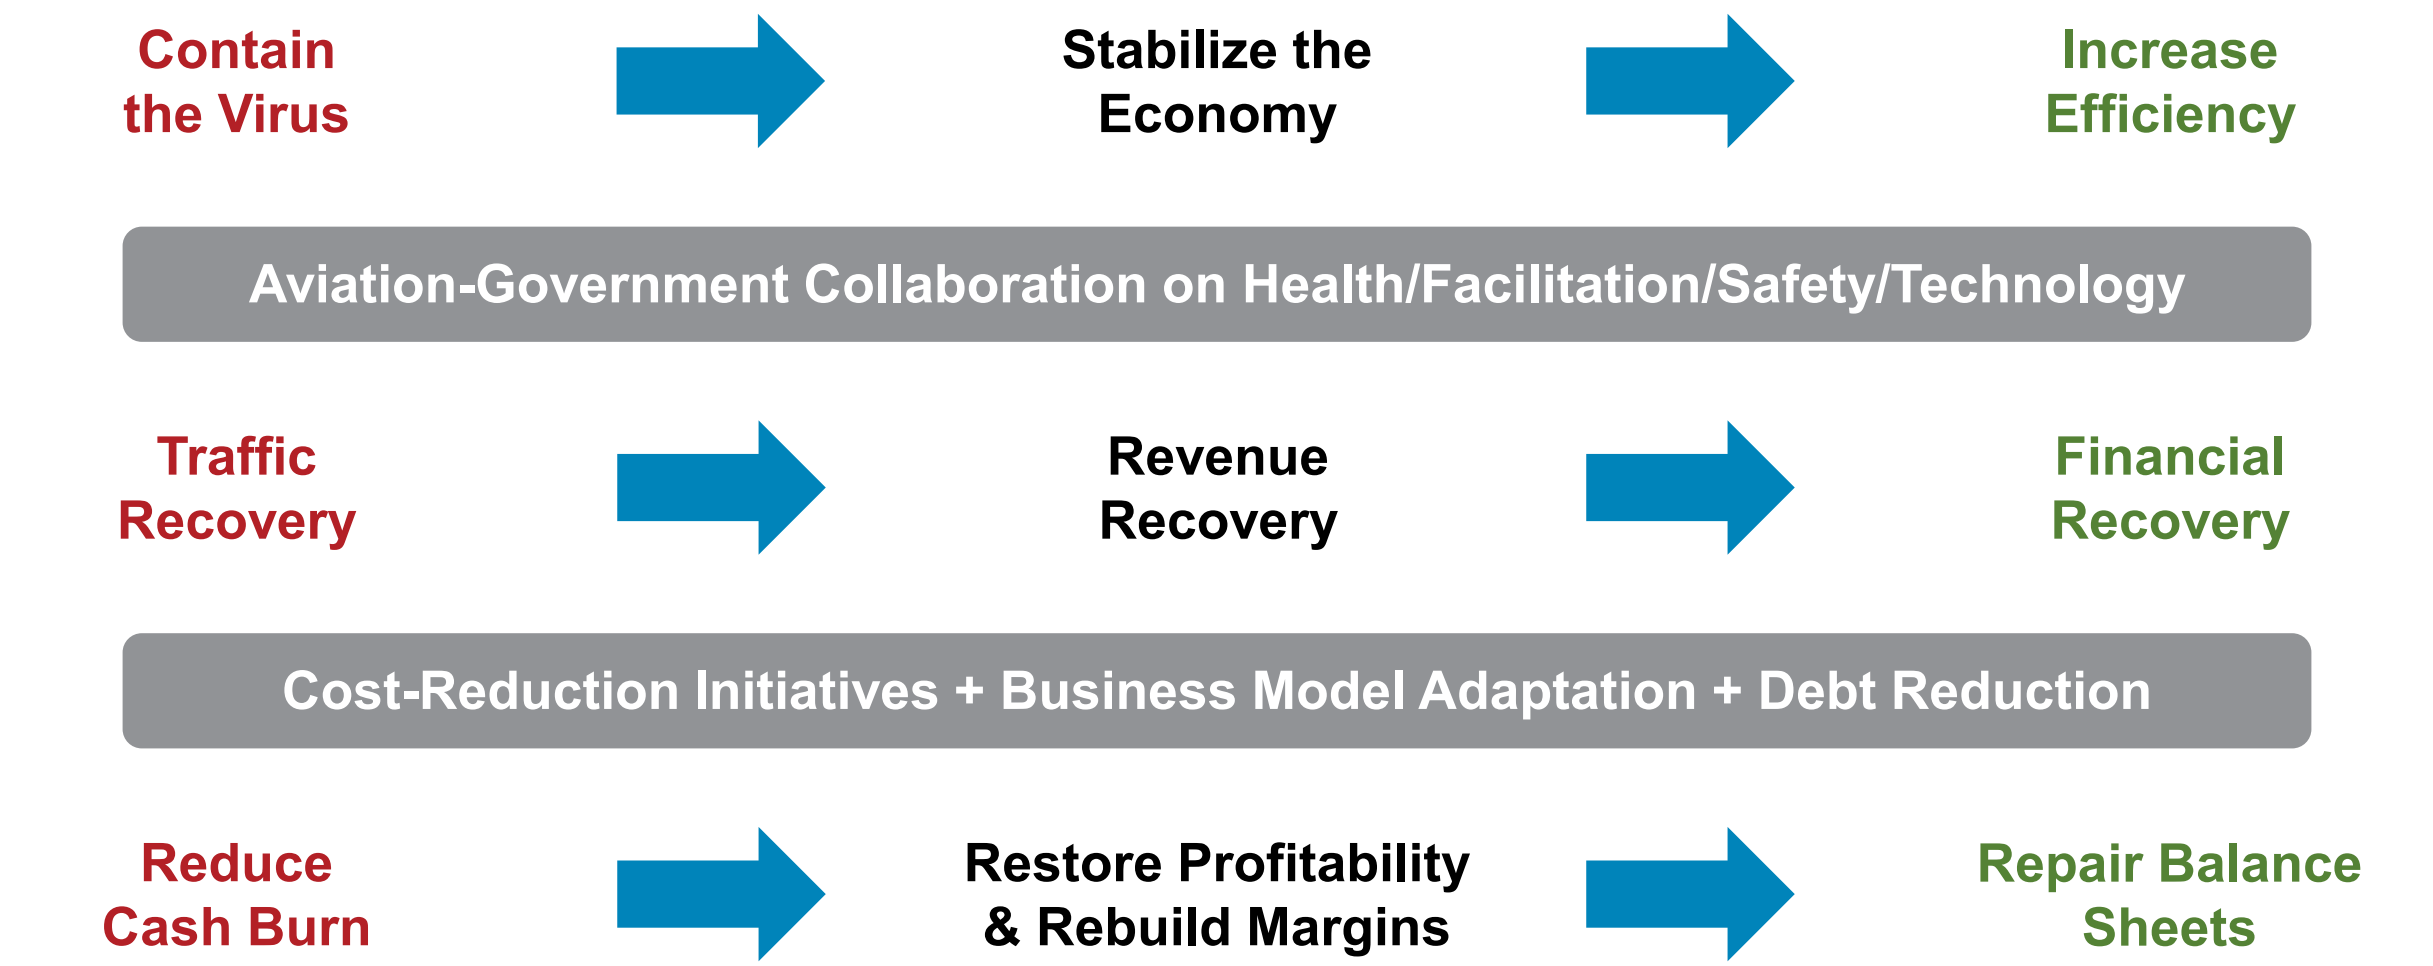 Contain
the Virus
Stabilize the
Economy
Increase
Efficiency
Aviation-Government Collaboration on Health/Facilitation/Safety/Technology
Traffic
Recovery
Revenue
Recovery
Financial
Recovery
Cost-Reduction Initiatives + Business Model Adaptation + Debt Reduction
Reduce
Cash Burn
Restore Profitability
& Rebuild Margins
Repair Balance
Sheets